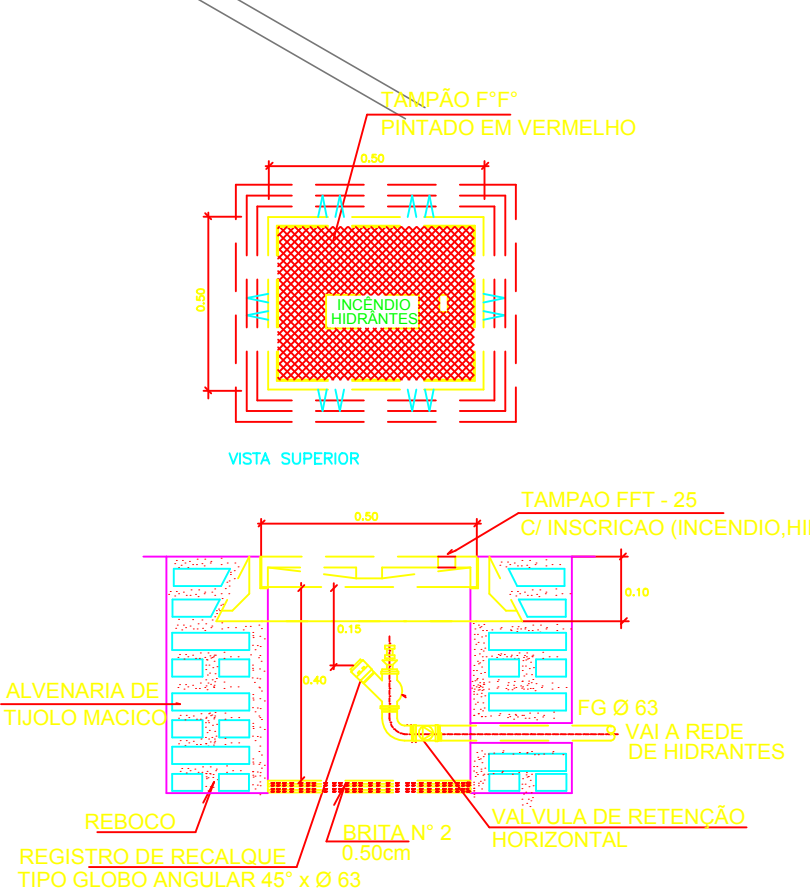 TAMPÃO F°F°
PINTADO EM VERMELHO
0.50
0.50
INCÊNDIO
HIDRÂNTES
VISTA SUPERIOR
TAMPAO FFT - 25
C/ INSCRICAO (INCENDIO,HI
0.50
0.10
0.15
0.40
ALVENARIA DE
TIJOLO MACICO
FG Ø 63
VAI A REDE
DE HIDRANTES
REBOCO
BRITA N° 2
0.50cm
VALVULA DE RETENÇÃO
HORIZONTAL
REGISTRO DE RECALQUE
TIPO GLOBO ANGULAR 45° x Ø 63